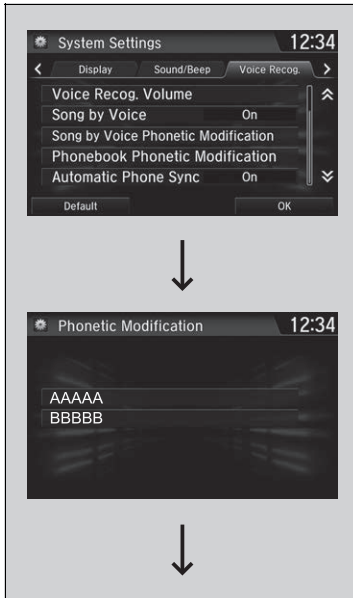 System Settings 12:34
Display Sound/Beep Voice Recog.
Voice Recog. Volume
Song by Voice On
Song by Voice Phonetic Modification
Phonebook Phonetic Modification
Automatic Phone Sync On
Default OK
Phonetic Modification 12:34
AAAAA
BBBBB